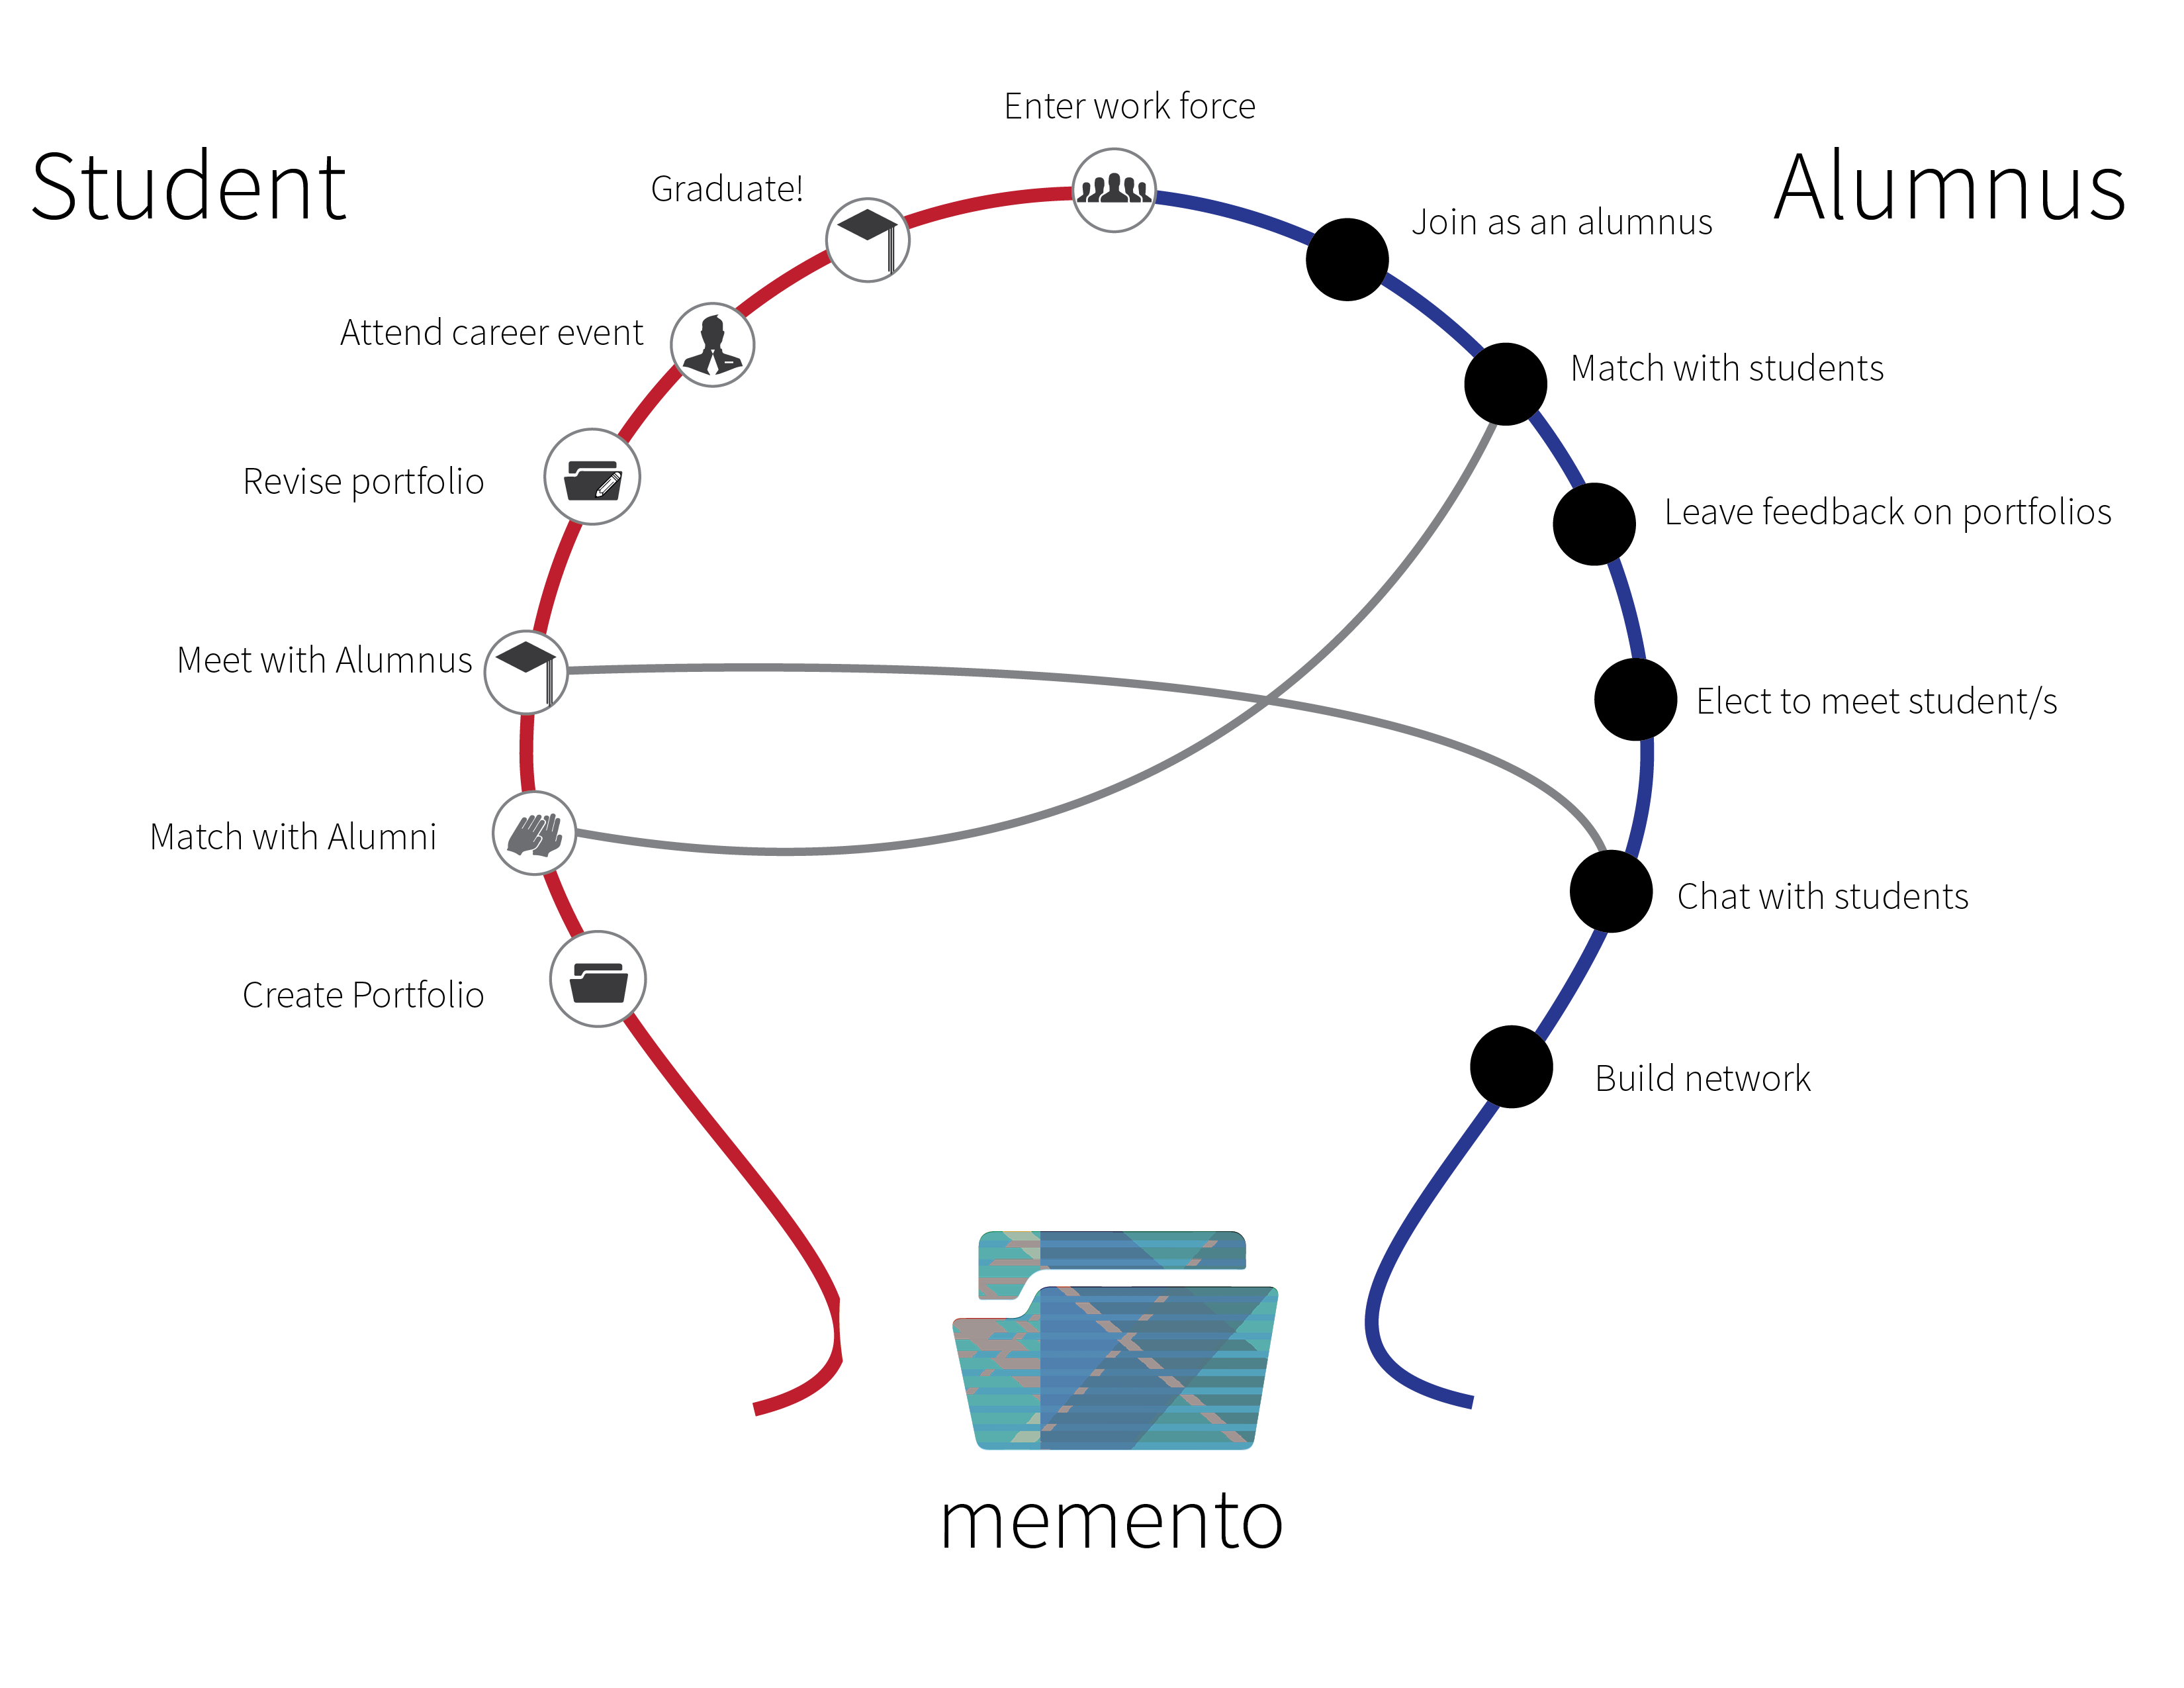 Student
Alumnus
Enter work force
Graduate!
Attend career event
Revise portfolio
Meet with Alumnus
Match with Alumni
Create Portfolio
Join as an alumnus
Match with students
Leave feedback on portfolios
Elect to meet student/s
Chat with students
Build network
memento